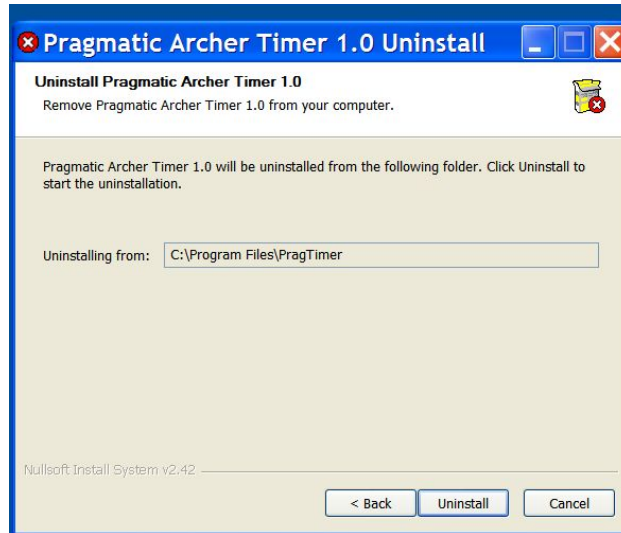 Pragmatic Archer Timer 1.0 Uninstall
Uninstall Pragmatic Archer Timer 1.0
Remove Pragmatic Archer Timer 1.0 from your computer.
Pragmatic Archer Timer 1.0 will be uninstalled from the following folder. Click Uninstall to
start the uninstallation.
Uninstalling from: C:\Program Files\PragTimer
Nullsoft Install System v2.42
< Back Uninstall Cancel